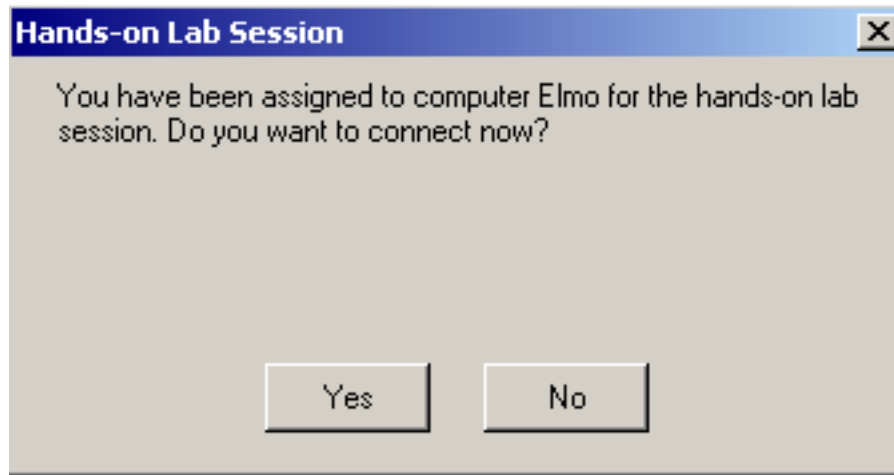 Hands-on Lab Session
You have been assigned to computer Elmo for the hands-on lab
session. Do you want to connect now?
Yes No